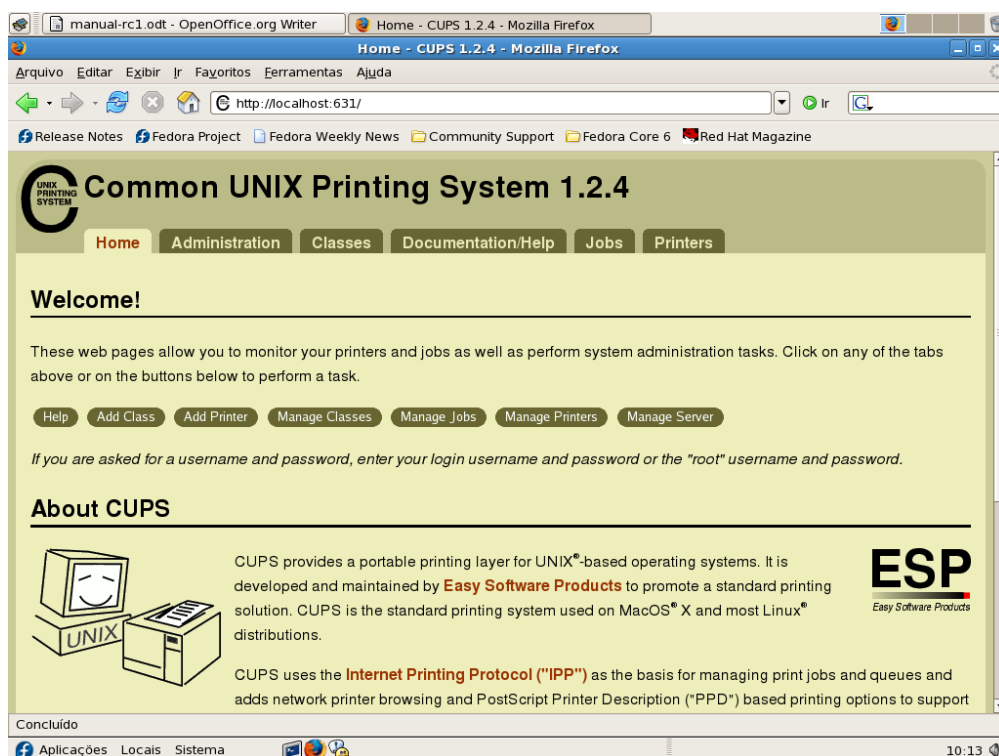 manual-rc1.odt - OpenOffice.org Writer
Home - CUPS 1.2.4 - Mozilla Firefox
Home - CUPS 1.2.4 - Mozilla Firefox
Arquivo Editar Exibir Ir Favoritos Ferramentas Ajuda
http://localhost:631/
Ir
G
Release Notes Fedora Project Fedora Weekly News Community Support Fedora Core 6 Red Hat Magazine
UNIX
PRINTING
SYSTEM
Common UNIX Printing System 1.2.4
Home Administration Classes Documentation/Help Jobs Printers
Welcome!
These web pages allow you to monitor your printers and jobs as well as perform system administration tasks. Click on any of the tabs
above or on the buttons below to perform a task.
Help Add Class Add Printer Manage Classes Manage Jobs Manage Printers Manage Server
If you are asked for a username and password, enter your login username and password or the "root" username and password.
About CUPS
UNIX
CUPS provides a portable printing layer for UNIX®-based operating systems. It is
developed and maintained by Easy Software Products to promote a standard printing
solution. CUPS is the standard printing system used on MacOS® X and most Linux®
distributions.
ESP
Easy Software Products
CUPS uses the Internet Printing Protocol ("IPP") as the basis for managing print jobs and queues and
adds network printer browsing and PostScript Printer Description ("PPD") based printing options to support
Concluído
Aplicações Locais Sistema
10:13